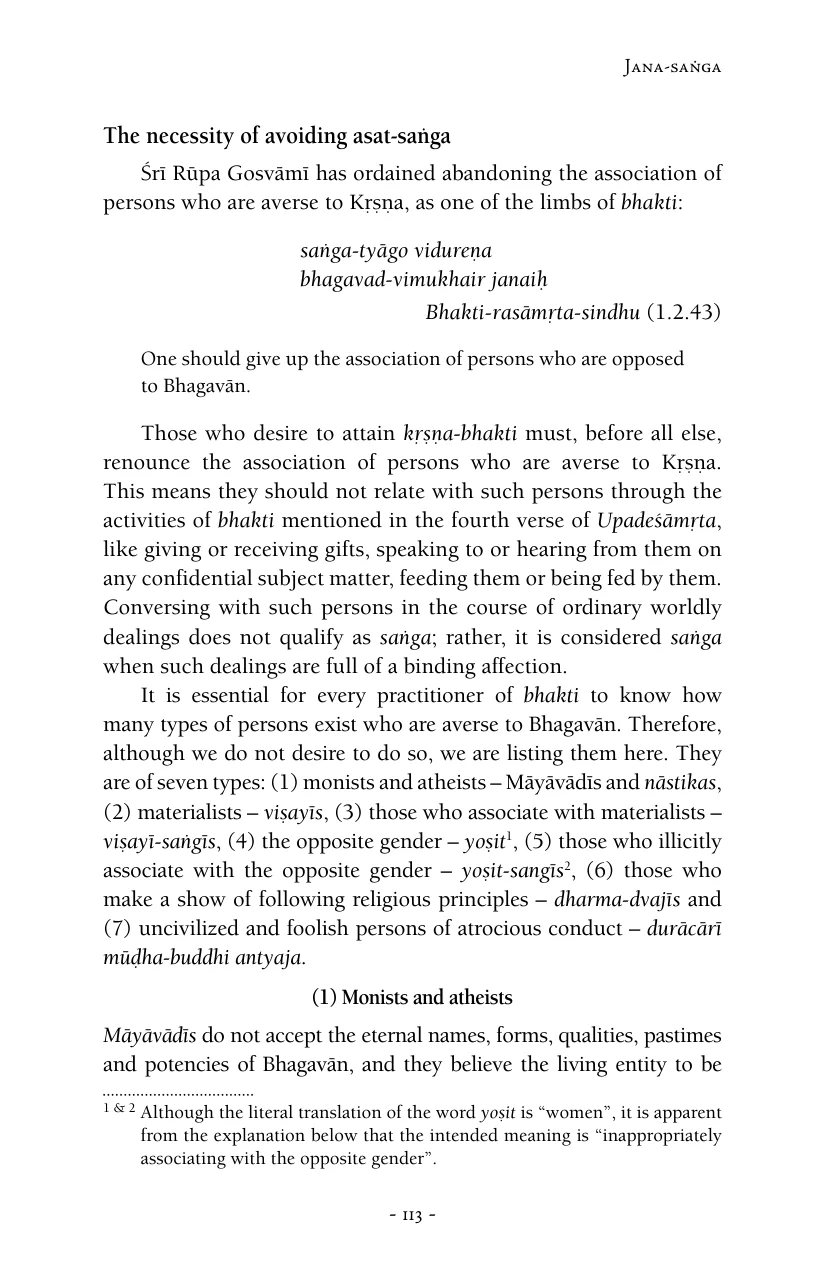 Jana-saṅga
The necessity of avoiding asat-saṅga
Śrī Rūpa Gosvāmī has ordained abandoning the association of
persons who are averse to Kṛṣṇa, as one of the limbs of bhakti:
saṅga-tyāgo vidureṇa
bhagavad-vimukhair janaiḥ
Bhakti-rasāmṛta-sindhu (1.2.43)
One should give up the association of persons who are opposed
to Bhagavān.
Those who desire to attain kṛṣṇa-bhakti must, before all else,
renounce the association of persons who are averse to Kṛṣṇa.
This means they should not relate with such persons through the
activities of bhakti mentioned in the fourth verse of Upadeśāmṛta,
like giving or receiving gifts, speaking to or hearing from them on
any confidential subject matter, feeding them or being fed by them.
Conversing with such persons in the course of ordinary worldly
dealings does not qualify as saṅga; rather, it is considered saṅga
when such dealings are full of a binding affection.
It is essential for every practitioner of bhakti to know how
many types of persons exist who are averse to Bhagavān. Therefore,
although we do not desire to do so, we are listing them here. They
are of seven types: (1) monists and atheists – Māyāvādīs and nāstikas,
(2) materialists – viṣayīs, (3) those who associate with materialists –
viṣayī-saṅgīs, (4) the opposite gender – yoṣit1, (5) those who illicitly
associate with the opposite gender – yoṣit-sangīs2, (6) those who
make a show of following religious principles – dharma-dvajīs and
(7) uncivilized and foolish persons of atrocious conduct – durācārī
mūḍha-buddhi antyaja.
(1) Monists and atheists
Māyāvādīs do not accept the eternal names, forms, qualities, pastimes
and potencies of Bhagavān, and they believe the living entity to be
1 & 2 Although the literal translation of the word yoṣit is “women”, it is apparent
from the explanation below that the intended meaning is “inappropriately
associating with the opposite gender”.
- 113 -